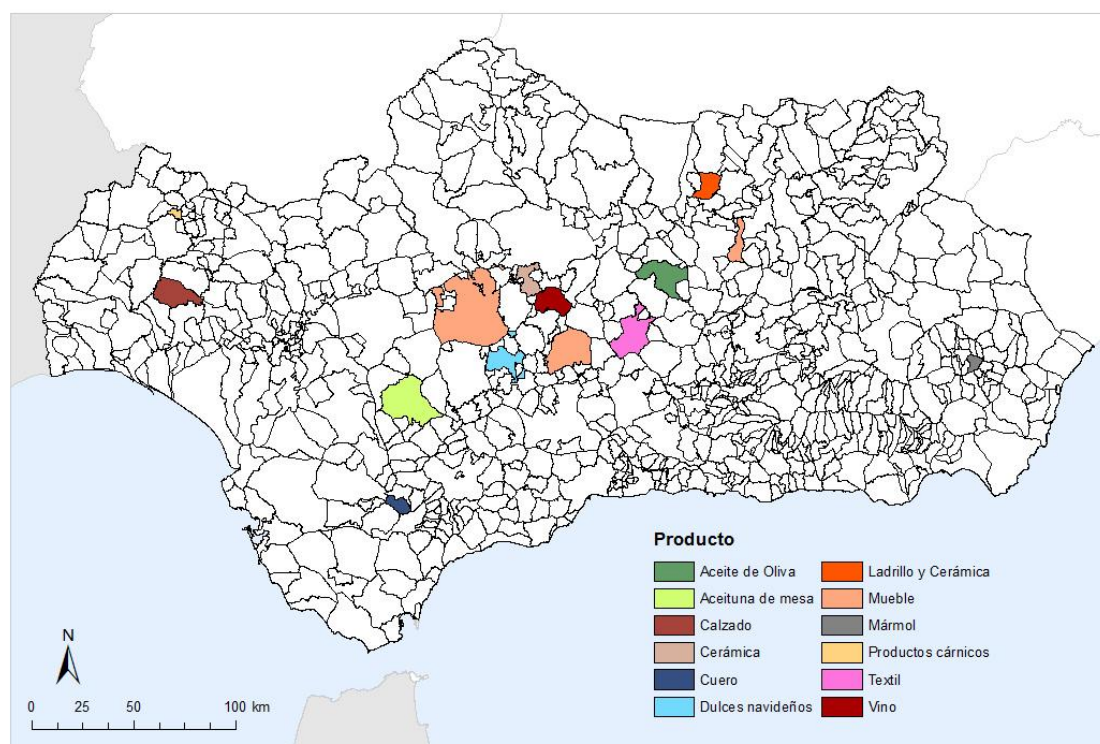 Producto
Aceite de Oliva
Ladrillo y Cerámica
Aceituna de mesa
Mueble
Calzado
Mármol
Cerámica
Productos cárnicos
Cuero
Textil
Dulces navideños
Vino
N
0 25 50 100 km